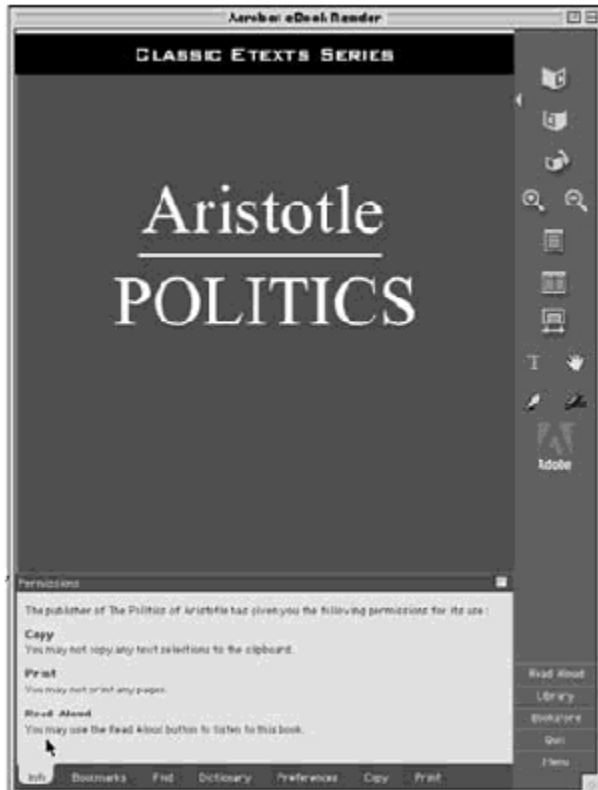 Acrobat eBook Reader
CLASSIC ETEXTS SERIES
Aristotle
POLITICS
T
Adobe
Permissions
The publisher of The Politics of Aristotle has given you the following permissions for its use:
Copy
You may not copy any text selections to the clipboard.
Print
You may not print any pages.
Read Aloud
You may use the Read Aloud button to listen to this book.
Read Aloud
Library
Bookstore
Quit
Menu
Info Bookmarks Find Dictionary Preferences Copy Print